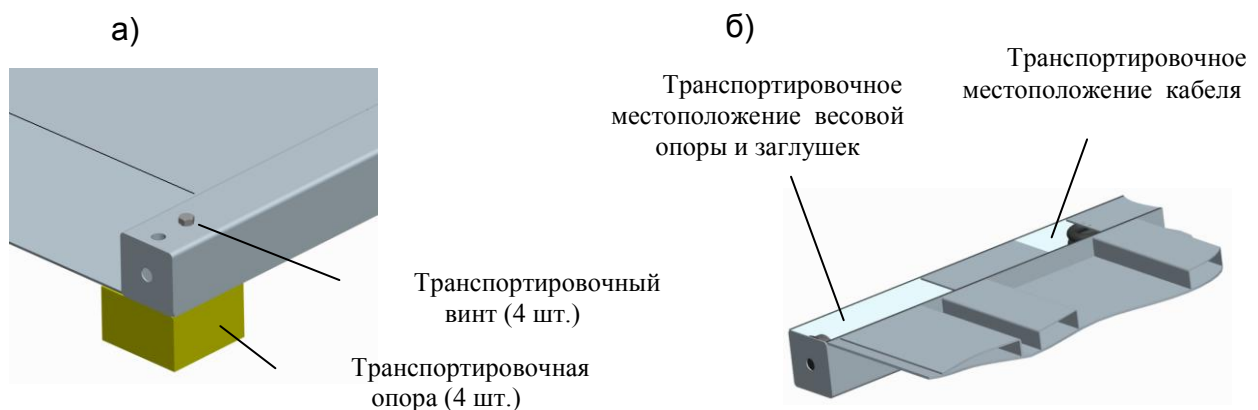 а)
Транспортировочный
винт (4 шт.)
Транспортировочная
опора (4 шт.)
б)
Транспортировочное
местоположение весовой
опоры и заглушек
Транспортировочное
местоположение кабеля